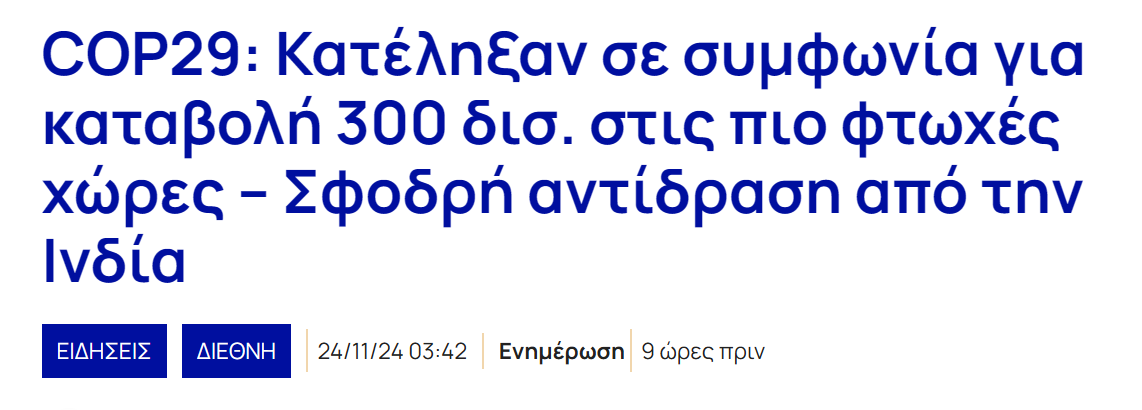 COP29: Κατέληξαν σε συμφωνία για
καταβολή 300 δισ. στις πιο φτωχές
χώρες – Σφοδρή αντίδραση από την
Ινδία
ΕΙΔΗΣΕΙΣ ΔΙΕΘΝΗ 24/11/24 03:42 Ενημέρωση 9 ώρες πριν